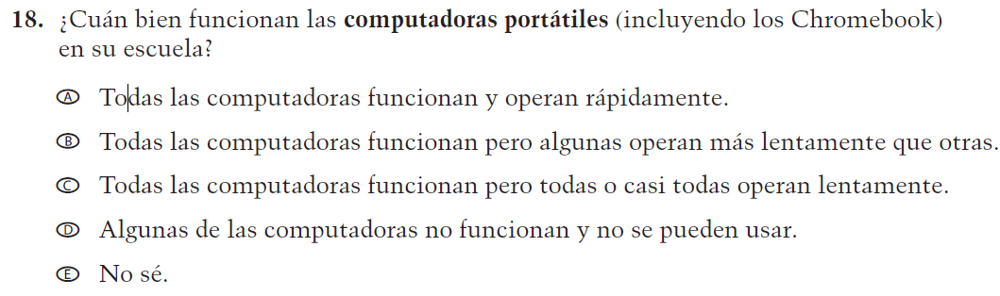 18. ¿Cuán bien funcionan las computadoras portátiles (incluyendo los Chromebook)
en su escuela?
A Todas las computadoras funcionan y operan rápidamente.
B Todas las computadoras funcionan pero algunas operan más lentamente que otras.
C Todas las computadoras funcionan pero todas o casi todas operan lentamente.
D Algunas de las computadoras no funcionan y no se pueden usar.
E No sé.